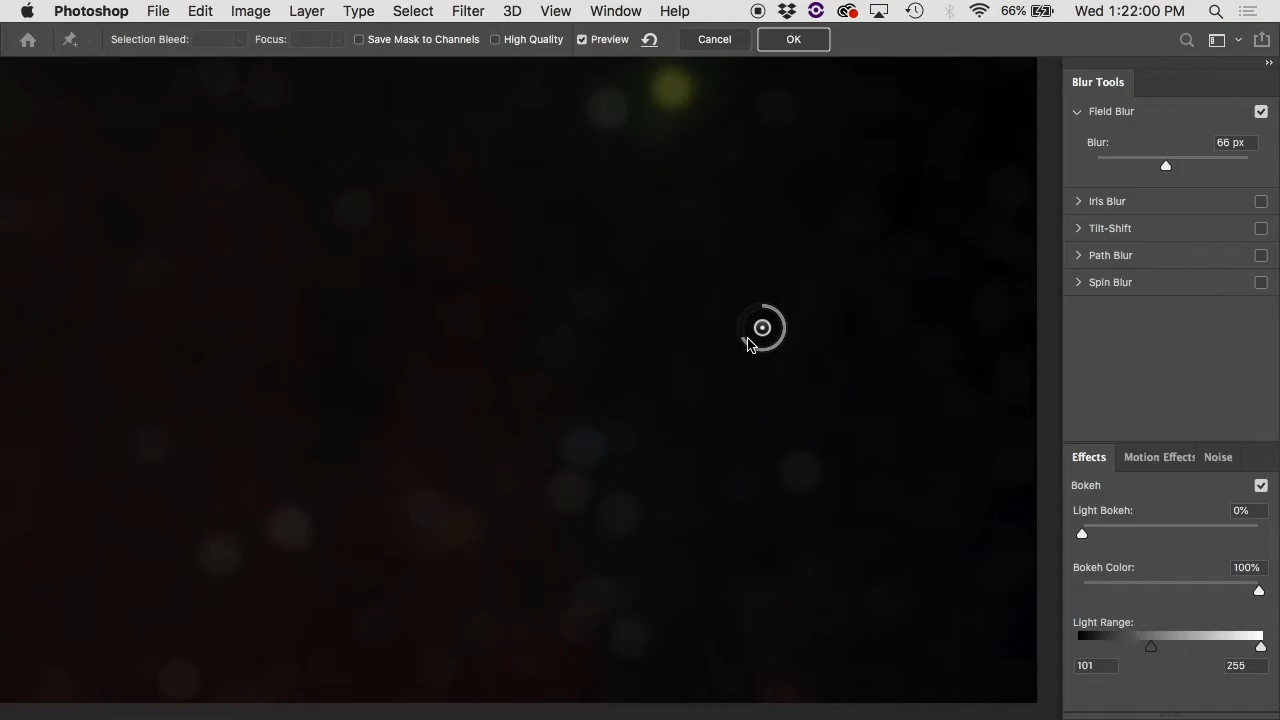 Photoshop File Edit Image Layer Type Select Filter 3D View Window Help 66% Wed 1:22:00 PM
Selection Bleed: Focus: Save Mask to Channels High Quality Preview Cancel OK
Blur Tools
Field Blur
Blur: 66 px
Iris Blur
Tilt-Shift
Path Blur
Spin Blur
Effects Motion Effects Noise
Bokeh
Light Bokeh: 0%
Bokeh Color: 100%
Light Range:
101 255